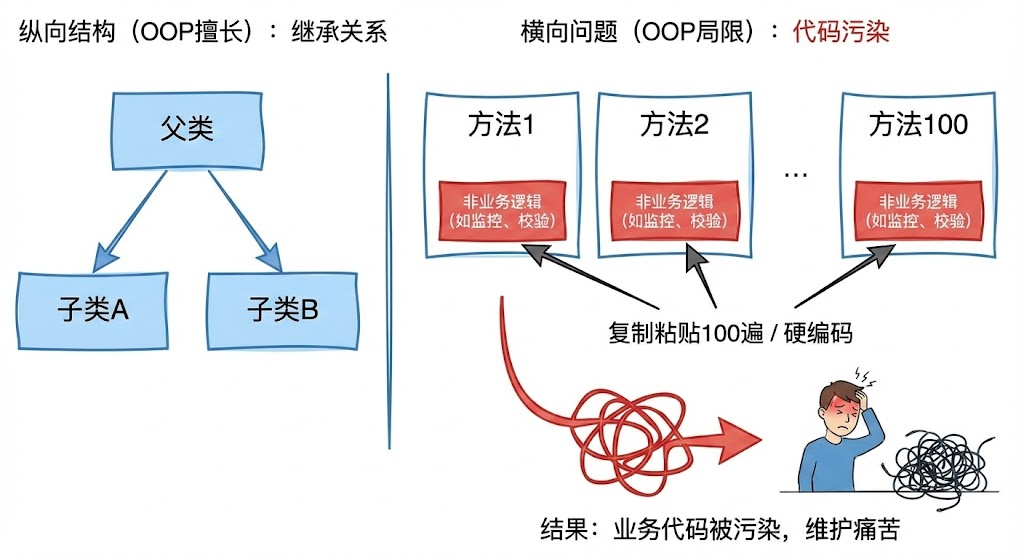 纵向结构（OOP擅长）：继承关系
父类
子类A
子类B
横向问题（OOP局限）：代码污染
方法1
非业务逻辑
（如监控、校验）
方法2
非业务逻辑
（如监控、校验）
...
方法100
非业务逻辑
（如监控、校验）
复制粘贴100遍 / 硬编码
结果：业务代码被污染，维护痛苦